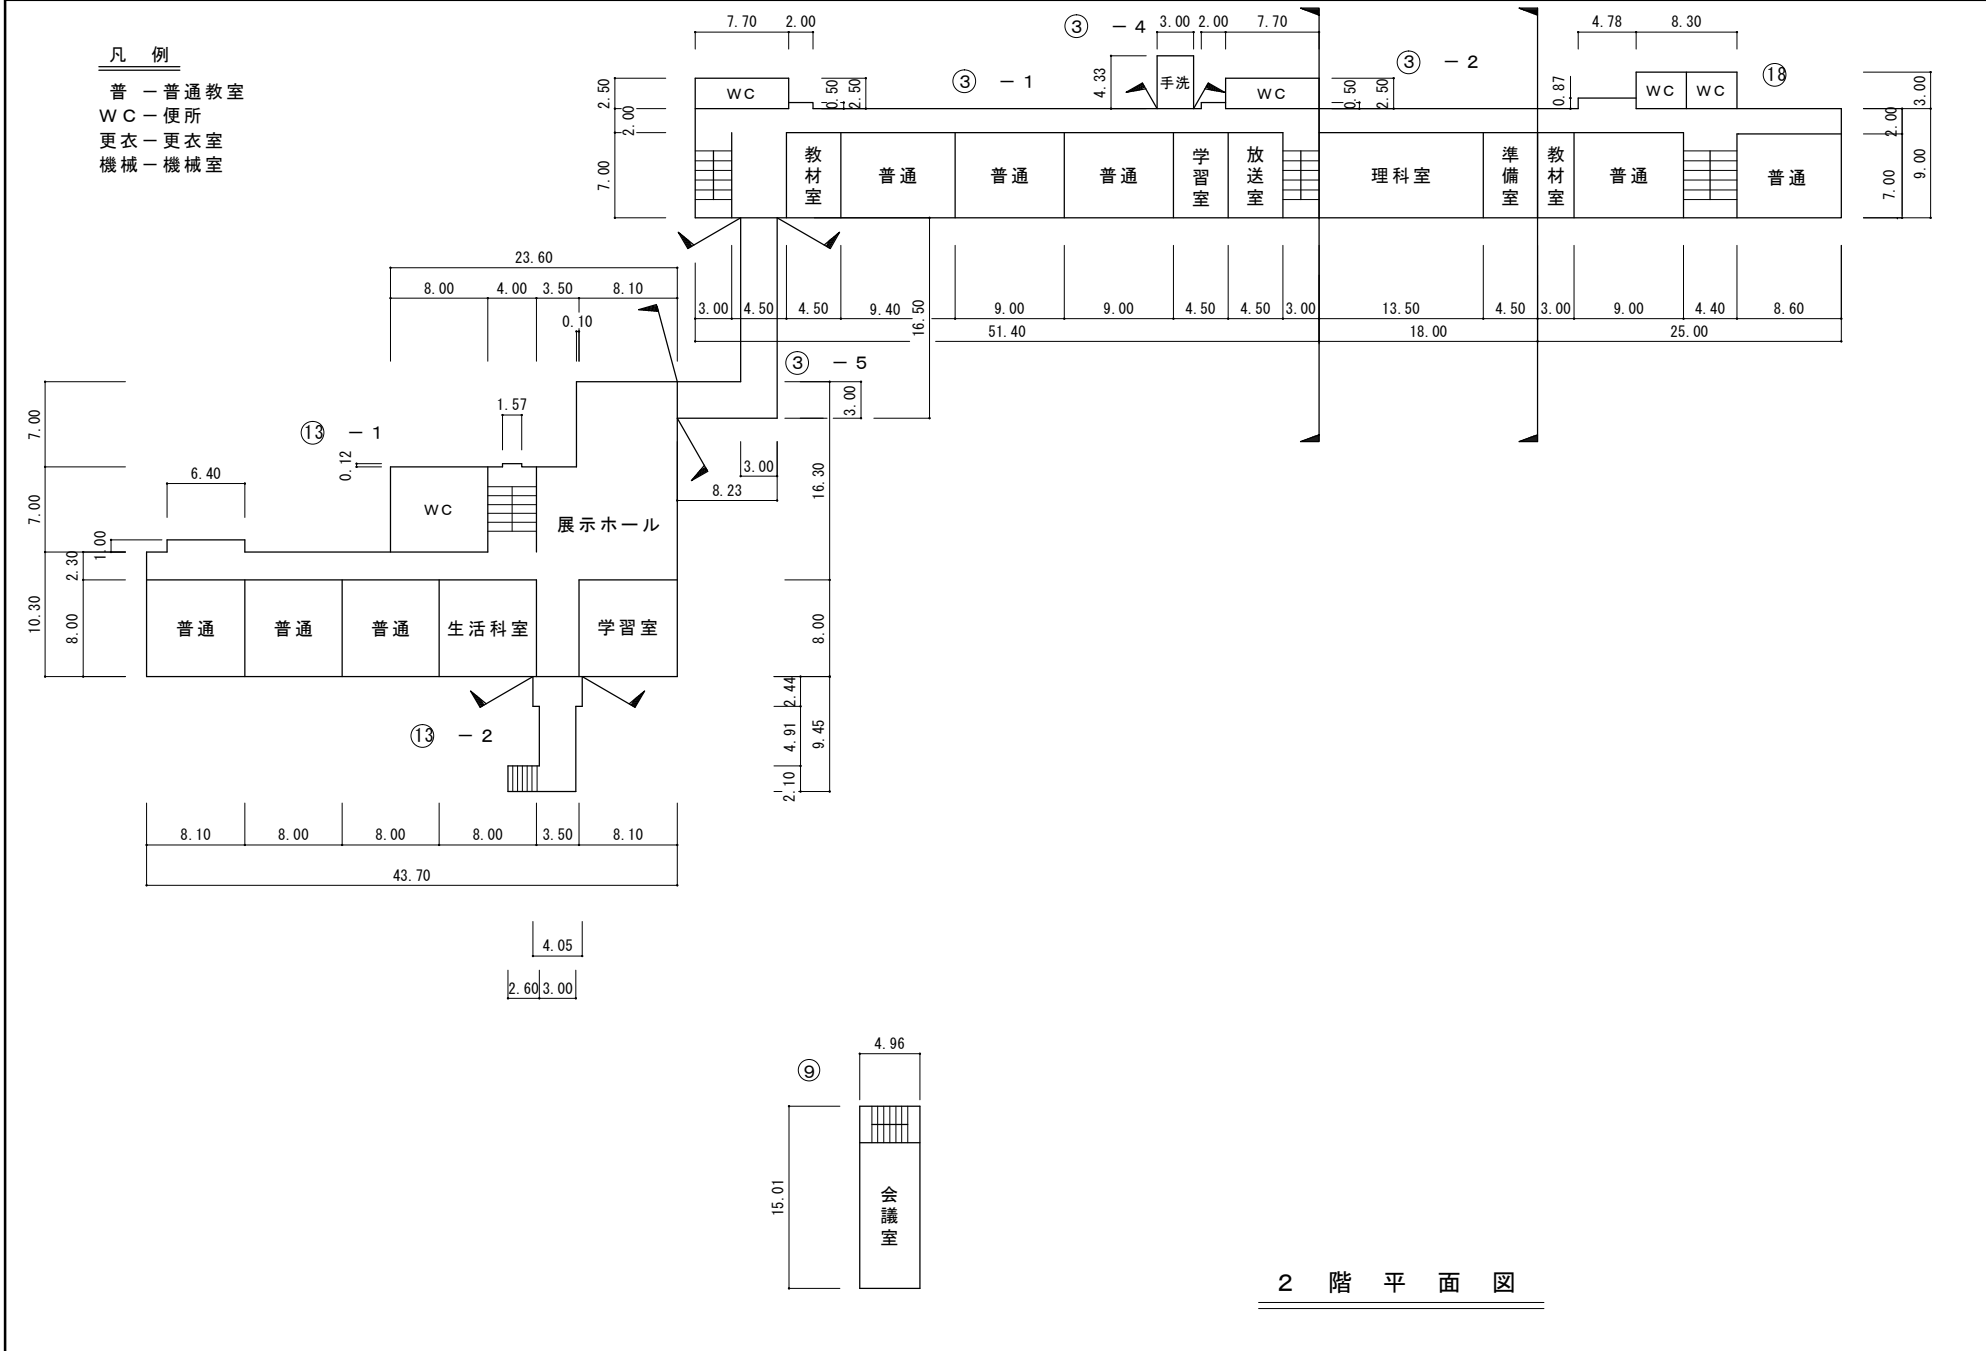 凡 例
普 －普通教室
ＷＣ－便所
更衣－更衣室
機械－機械室
7.70 2.00
③ －４
3.00 2.00 7.70
4.78 8.30
③ －１
③ －２
⑱
2.50
2.00
7.00
WC
0.50
2.50
4.33
手洗
WC
0.50
2.50
0.87
WC WC
3.00
2.00
7.00
9.00
教材室
普通
普通
普通
学習室
放送室
理科室
準備室
教材室
普通
普通
3.00 4.50 4.50 9.40 9.00 9.00 4.50 4.50 3.00 13.50 4.50 3.00 9.00 4.40 8.60
51.40 18.00 25.00
16.50
23.60
8.00 4.00 3.50 8.10
0.10
③ －５
3.00
3.00
8.23
16.30
8.00
⑬ －１
1.57
0.12
6.40
7.00
7.00
1.00
2.30
10.30
8.00
WC
展示ホール
普通 普通 普通 生活科室 学習室
⑬ －２
2.44
4.91
9.45
2.10
8.10 8.00 8.00 8.00 3.50 8.10
43.70
4.05
2.60 3.00
⑨
4.96
15.01
会議室
２ 階 平 面 図